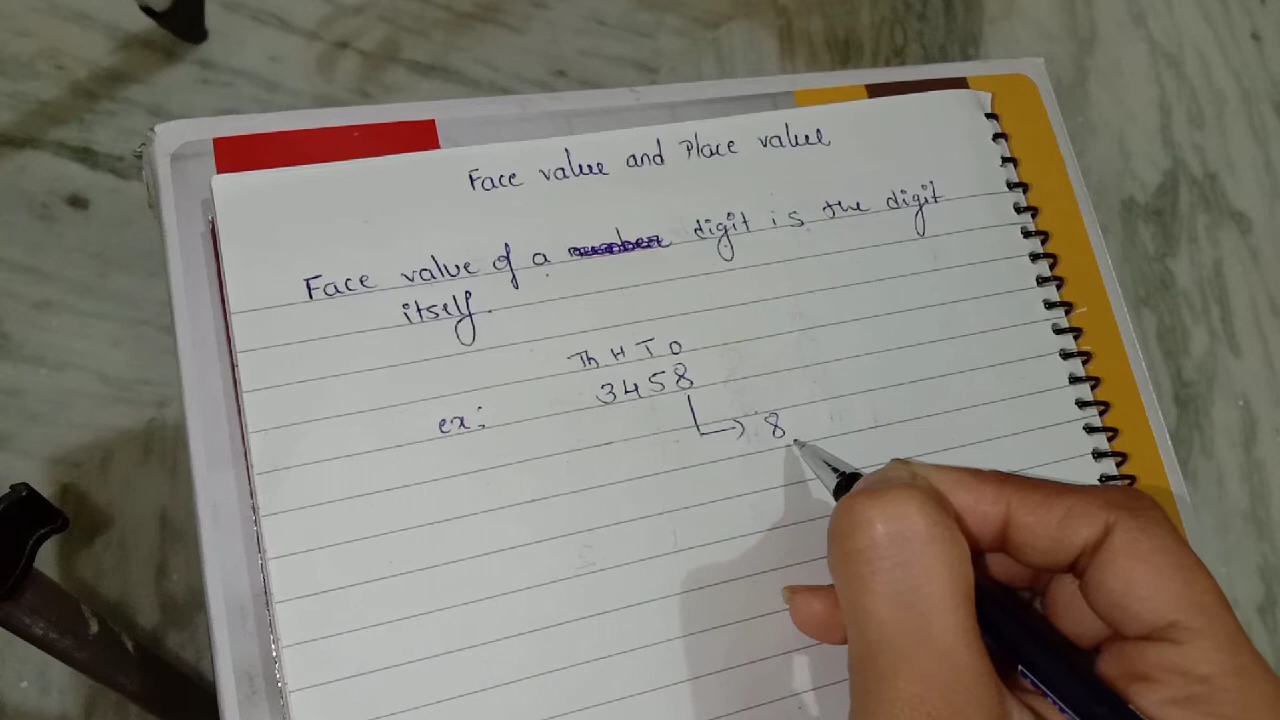 Face value and Place value
Face value of a digit is the digit
itself.
Th H T O
ex: 3458
8